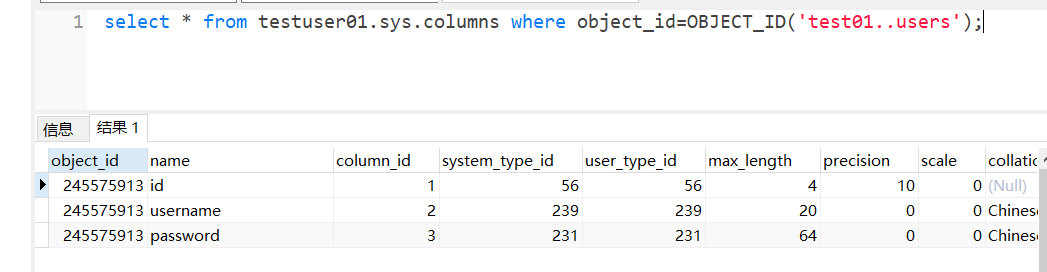 1 select * from testuser01.sys.columns where object_id=OBJECT_ID('test01..users');
信息 结果 1
object_id name column_id system_type_id user_type_id max_length precision scale collatic
245575913 id 1 56 56 4 10 0 (Null)
245575913 username 2 239 239 20 0 0 Chinese
245575913 password 3 231 231 64 0 0 Chinese